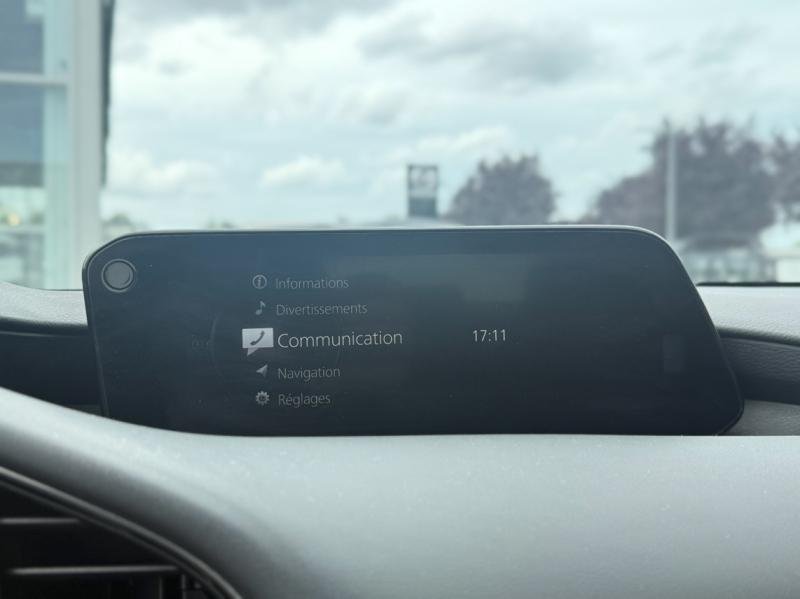 Informations
Divertissements
Communication 17:11
Navigation
Réglages